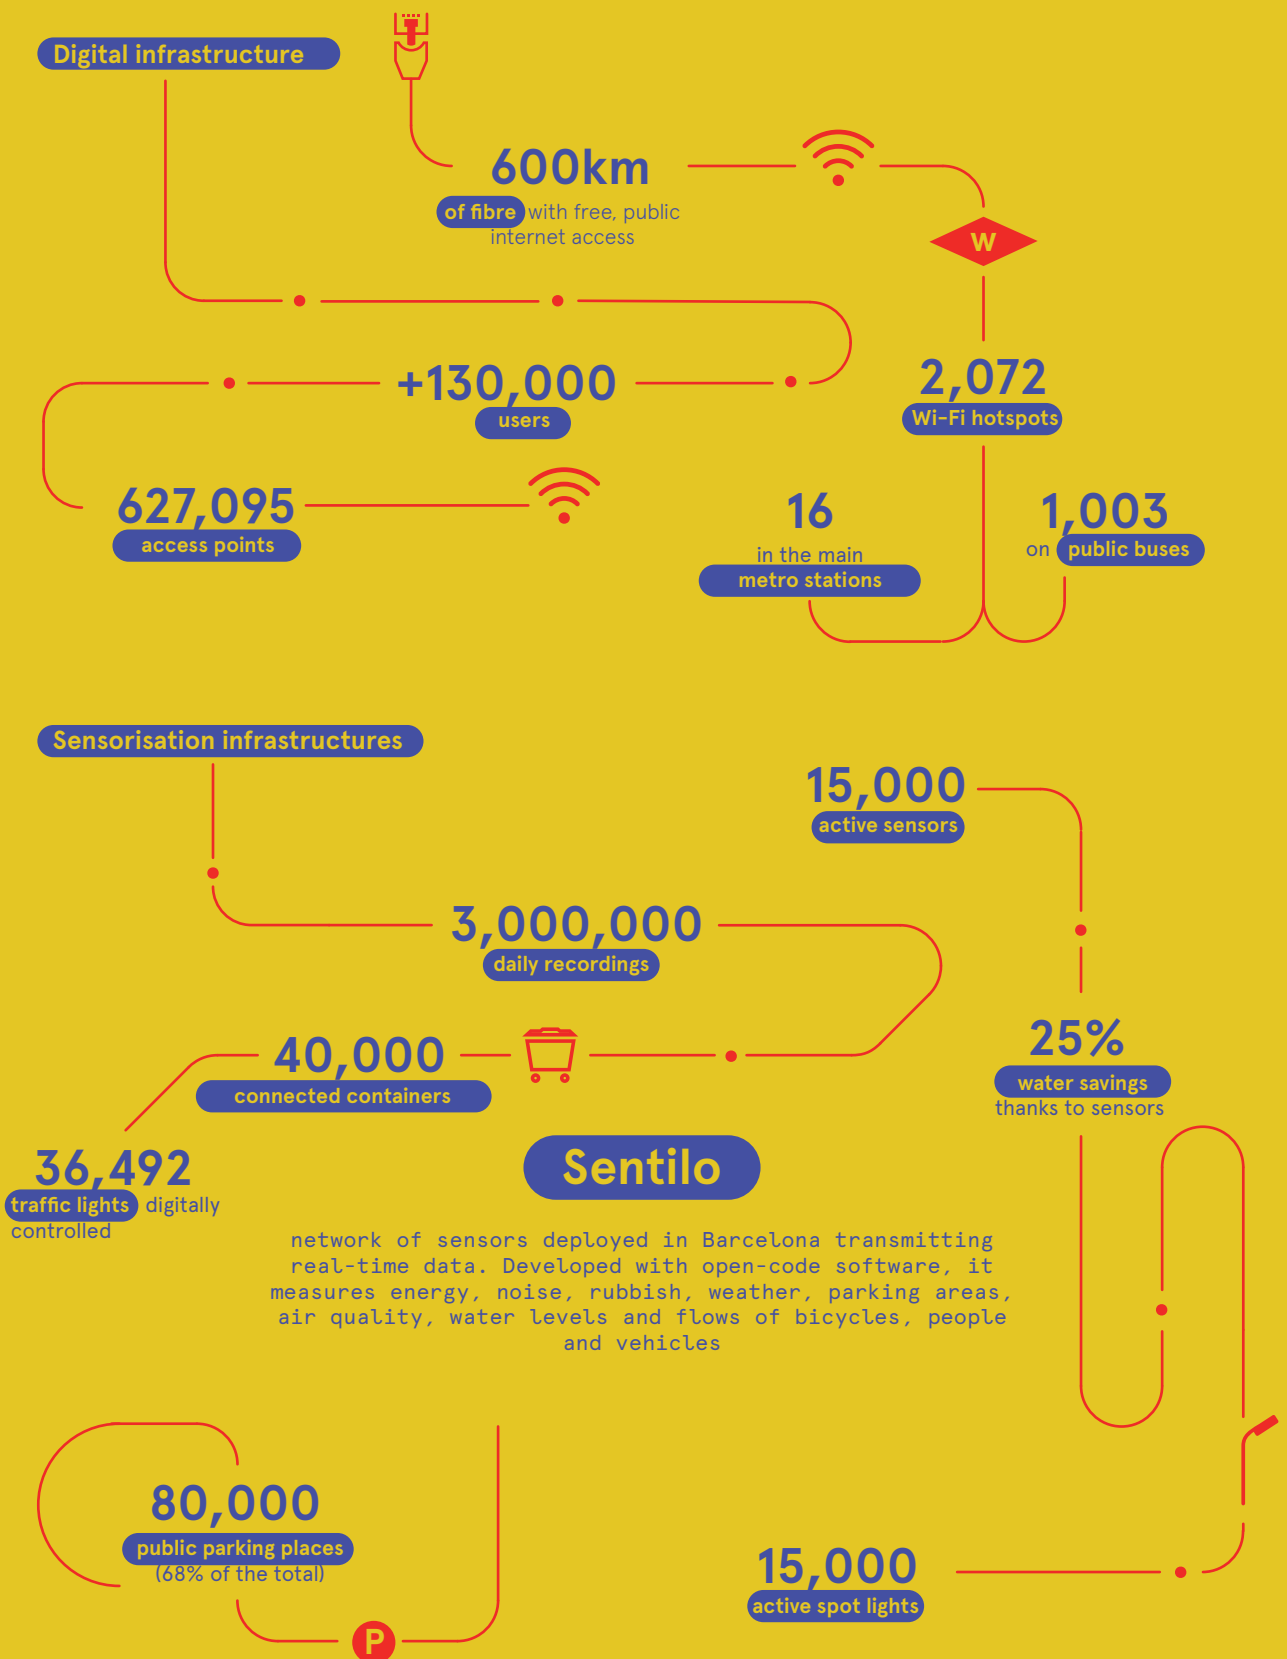 Digital infrastructure
600km
of fibre with free, public
internet access
W
+130,000
users
2,072
Wi-Fi hotspots
627,095
access points
16
in the main
metro stations
1,003
on public buses
Sensorisation infrastructures
15,000
active sensors
3,000,000
daily recordings
40,000
connected containers
25%
water savings
thanks to sensors
36,492
traffic lights digitally
controlled
Sentilo
network of sensors deployed in Barcelona transmitting
real-time data. Developed with open-code software, it
measures energy, noise, rubbish, weather, parking areas,
air quality, water levels and flows of bicycles, people
and vehicles
80,000
public parking places
(68% of the total)
P
15,000
active spot lights